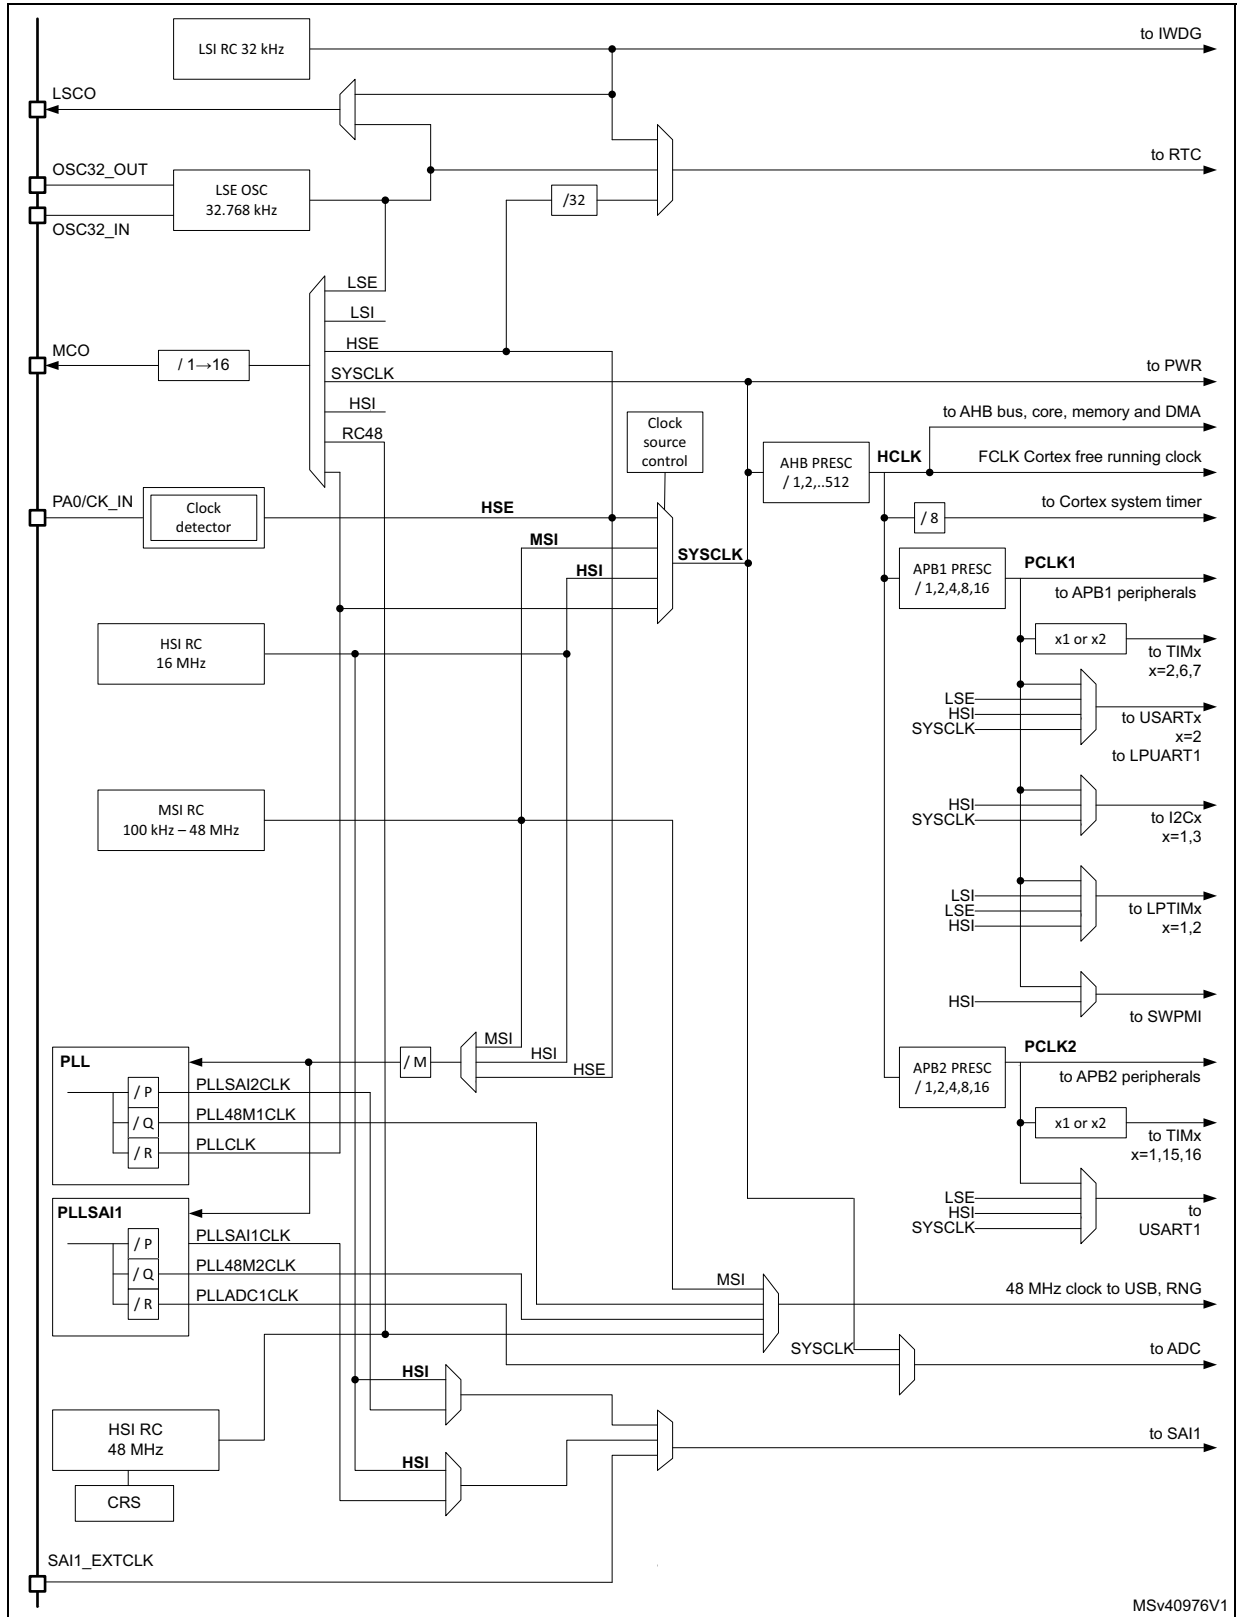 to IWDG
LSI RC 32 kHz
LSCO
to RTC
OSC32_OUT
LSE OSC
32.768 kHz
/32
OSC32_IN
LSE
LSI
MCO
/ 1→16
HSE
SYSCLK
to PWR
HSI
RC48
Clock
source
control
to AHB bus, core, memory and DMA
AHB PRESC
/ 1,2,..512
HCLK
FCLK Cortex free running clock
PA0/CK_IN
Clock
detector
HSE
/ 8
to Cortex system timer
MSI
SYSCLK
HSI
APB1 PRESC
/ 1,2,4,8,16
PCLK1
to APB1 peripherals
HSI RC
16 MHz
x1 or x2
to TIMx
x=2,6,7
LSE
HSI
SYSCLK
to USARTx
x=2
to LPUART1
MSI RC
100 kHz – 48 MHz
HSI
SYSCLK
to I2Cx
x=1,3
LSI
LSE
HSI
to LPTIMx
x=1,2
HSI
to SWPMI
PLL
/ M
MSI
HSI
HSE
APB2 PRESC
/ 1,2,4,8,16
PCLK2
to APB2 peripherals
/ P
PLLSAI2CLK
/ Q
PLL48M1CLK
/ R
PLLCLK
x1 or x2
to TIMx
x=1,15,16
PLLSAI1
/ P
PLLSAI1CLK
/ Q
PLL48M2CLK
/ R
PLLADC1CLK
LSE
HSI
SYSCLK
to
USART1
MSI
48 MHz clock to USB, RNG
SYSCLK
to ADC
HSI
HSI RC
48 MHz
to SAI1
HSI
CRS
SAI1_EXTCLK
MSv40976V1